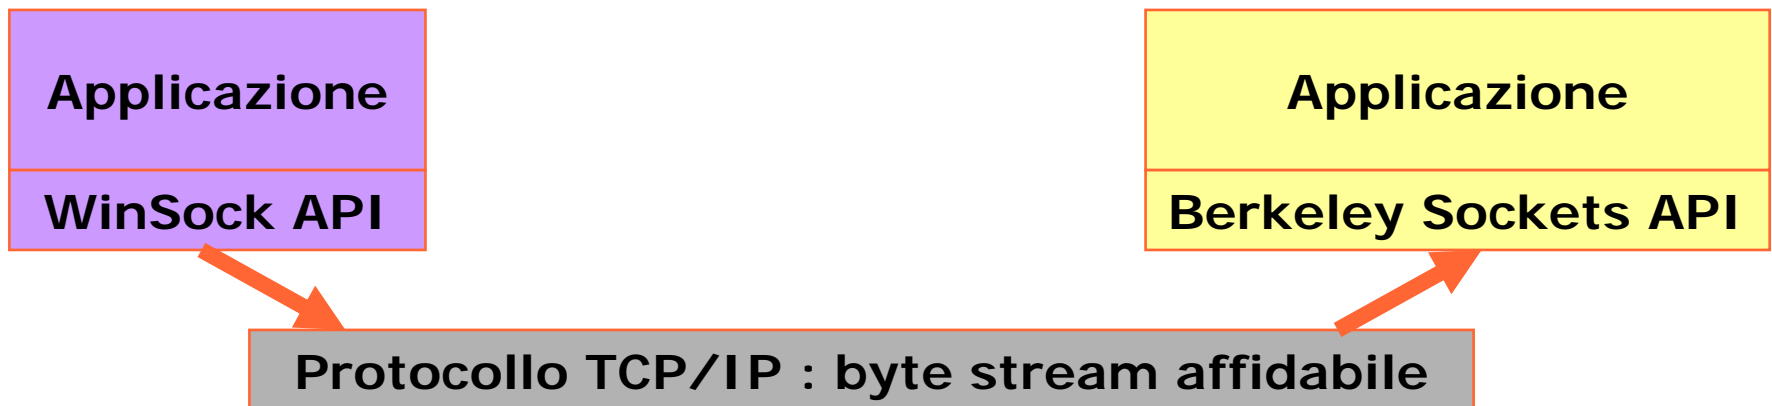 Applicazione
WinSock API
Applicazione
Berkeley Sockets API
Protocollo TCP/IP : byte stream affidabile